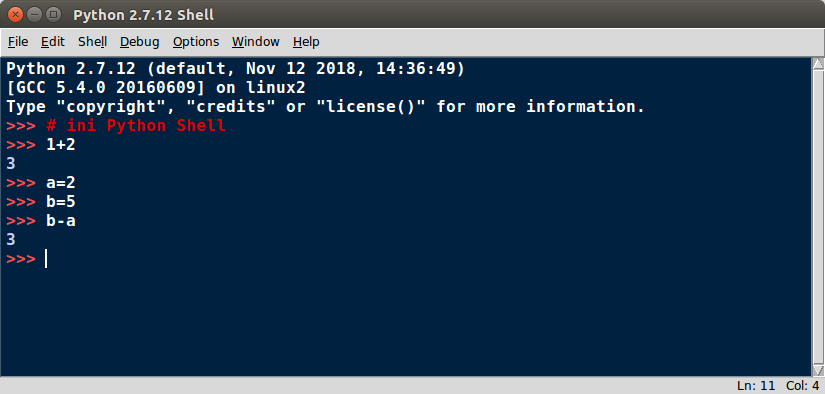 Python 2.7.12 Shell
File Edit Shell Debug Options Window Help
Python 2.7.12 (default, Nov 12 2018, 14:36:49)
[GCC 5.4.0 20160609] on linux2
Type "copyright", "credits" or "license()" for more information.
>>> # ini Python Shell
>>> 1+2
3
>>> a=2
>>> b=5
>>> b-a
3
>>>
Ln: 11 Col: 4